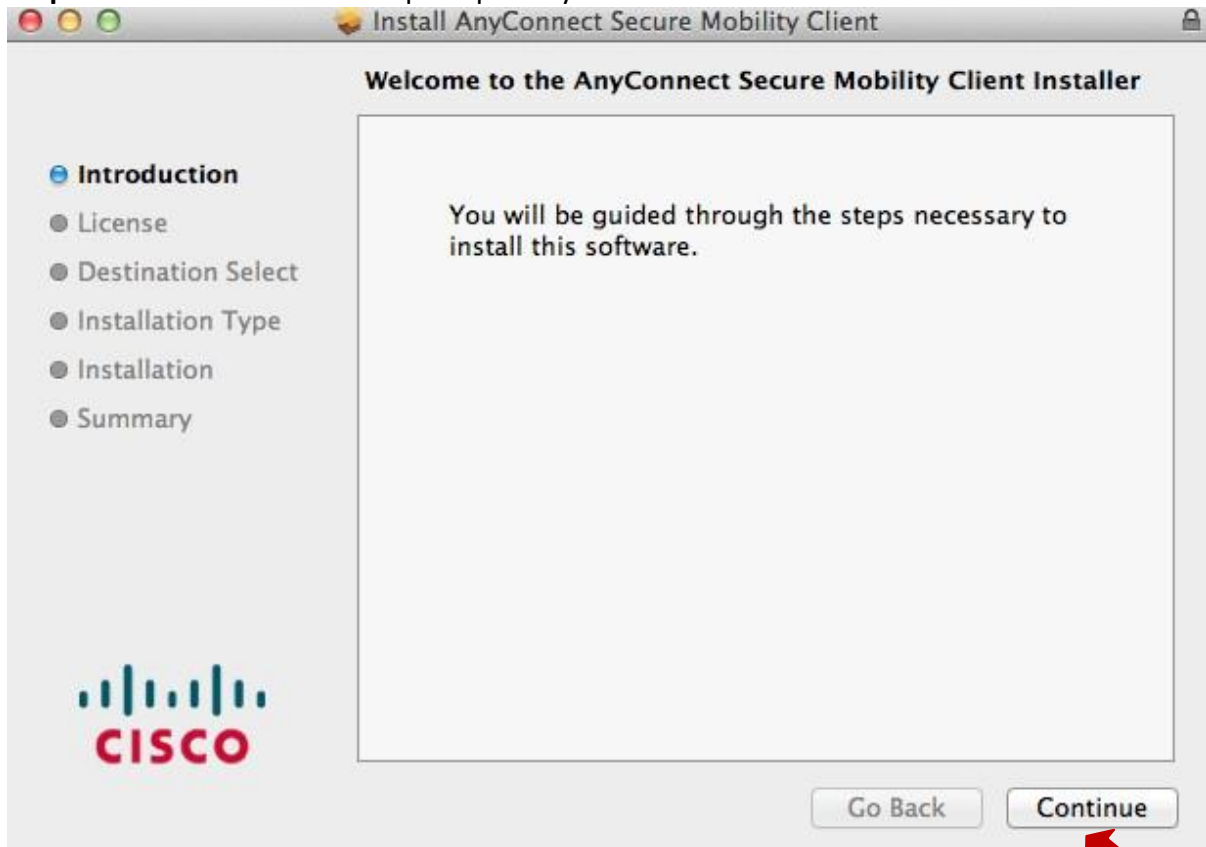 Install AnyConnect Secure Mobility Client
Welcome to the AnyConnect Secure Mobility Client Installer
Introduction
License
Destination Select
Installation Type
Installation
Summary
You will be guided through the steps necessary to
install this software.
CISCO
Go Back
Continue